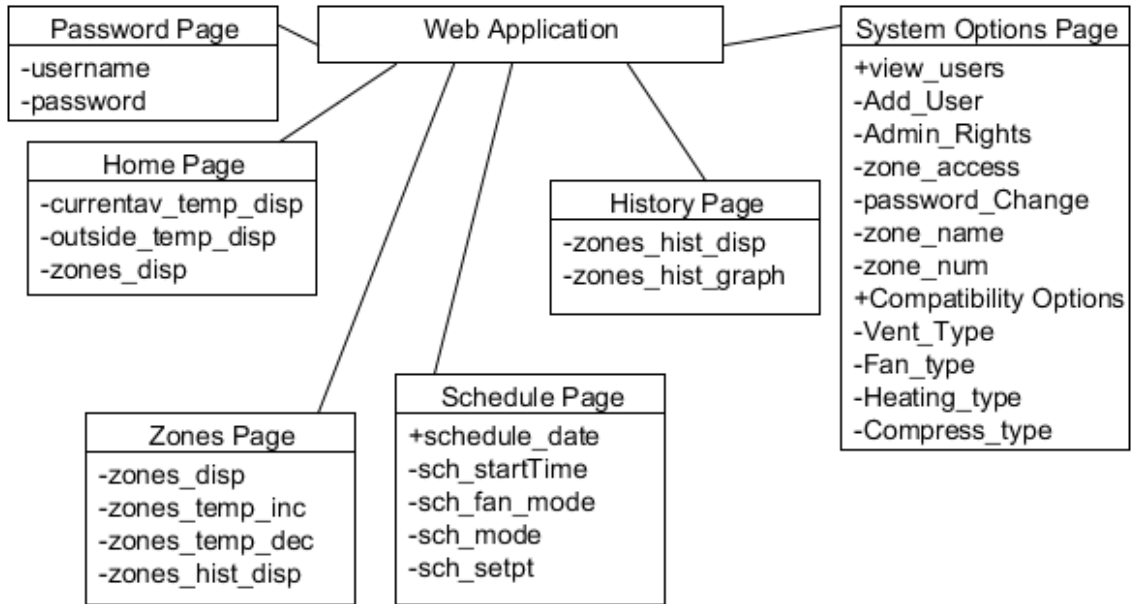 Password Page
-username
-password
Web Application
System Options Page
+view_users
-Add_User
-Admin_Rights
-zone_access
-password_Change
-zone_name
-zone_num
+Compatibility Options
-Vent_Type
-Fan_type
-Heating_type
-Compress_type
Home Page
-currentav_temp_disp
-outside_temp_disp
-zones_disp
History Page
-zones_hist_disp
-zones_hist_graph
Zones Page
-zones_disp
-zones_temp_inc
-zones_temp_dec
-zones_hist_disp
Schedule Page
+schedule_date
-sch_startTime
-sch_fan_mode
-sch_mode
-sch_setpt